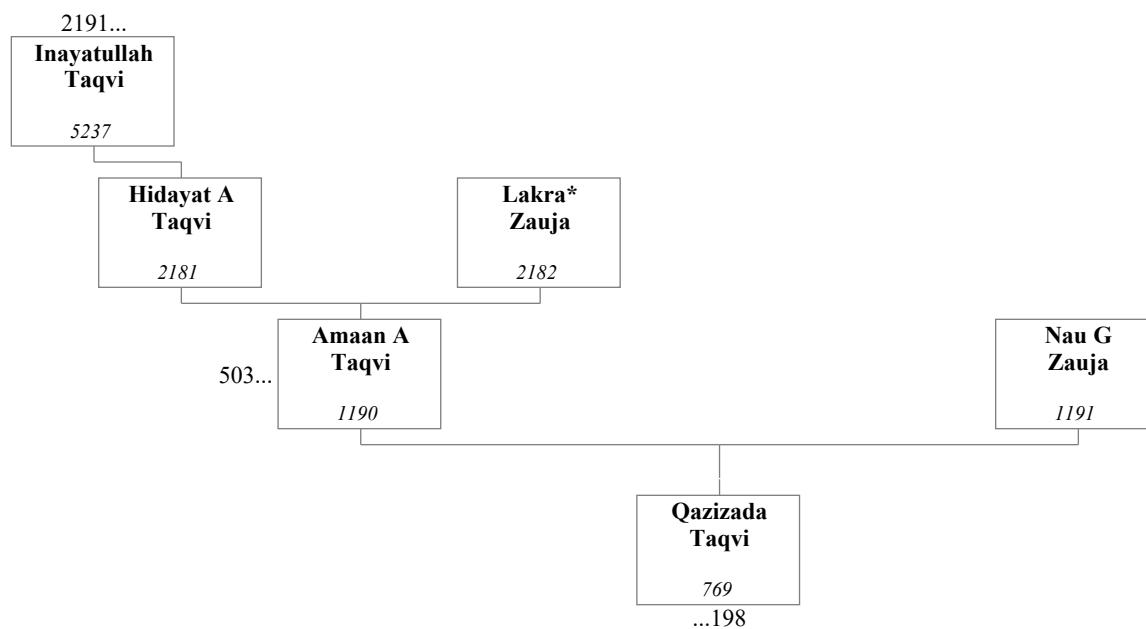 2191...
Inayatullah
Taqvi
5237
Hidayat A
Taqvi
2181
Lakra*
Zauja
2182
503...
Amaan A
Taqvi
1190
Nau G
Zauja
1191
Qazizada
Taqvi
769
...198